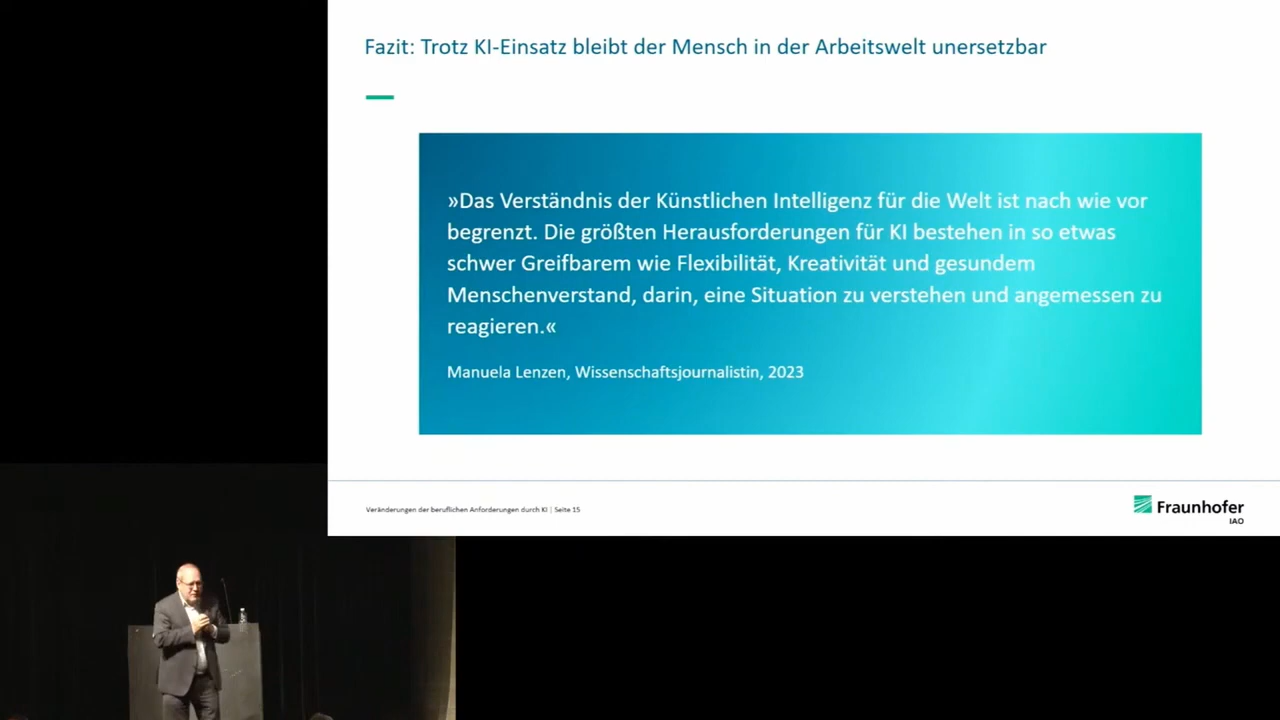 Fazit: Trotz KI-Einsatz bleibt der Mensch in der Arbeitswelt unersetzbar
»Das Verständnis der Künstlichen Intelligenz für die Welt ist nach wie vor
begrenzt. Die größten Herausforderungen für KI bestehen in so etwas
schwer Greifbarem wie Flexibilität, Kreativität und gesundem
Menschenverstand, darin, eine Situation zu verstehen und angemessen zu
reagieren.«
Manuela Lenzen, Wissenschaftsjournalistin, 2023
Veränderungen der beruflichen Anforderungen durch KI | Seite 15
Fraunhofer
IAO